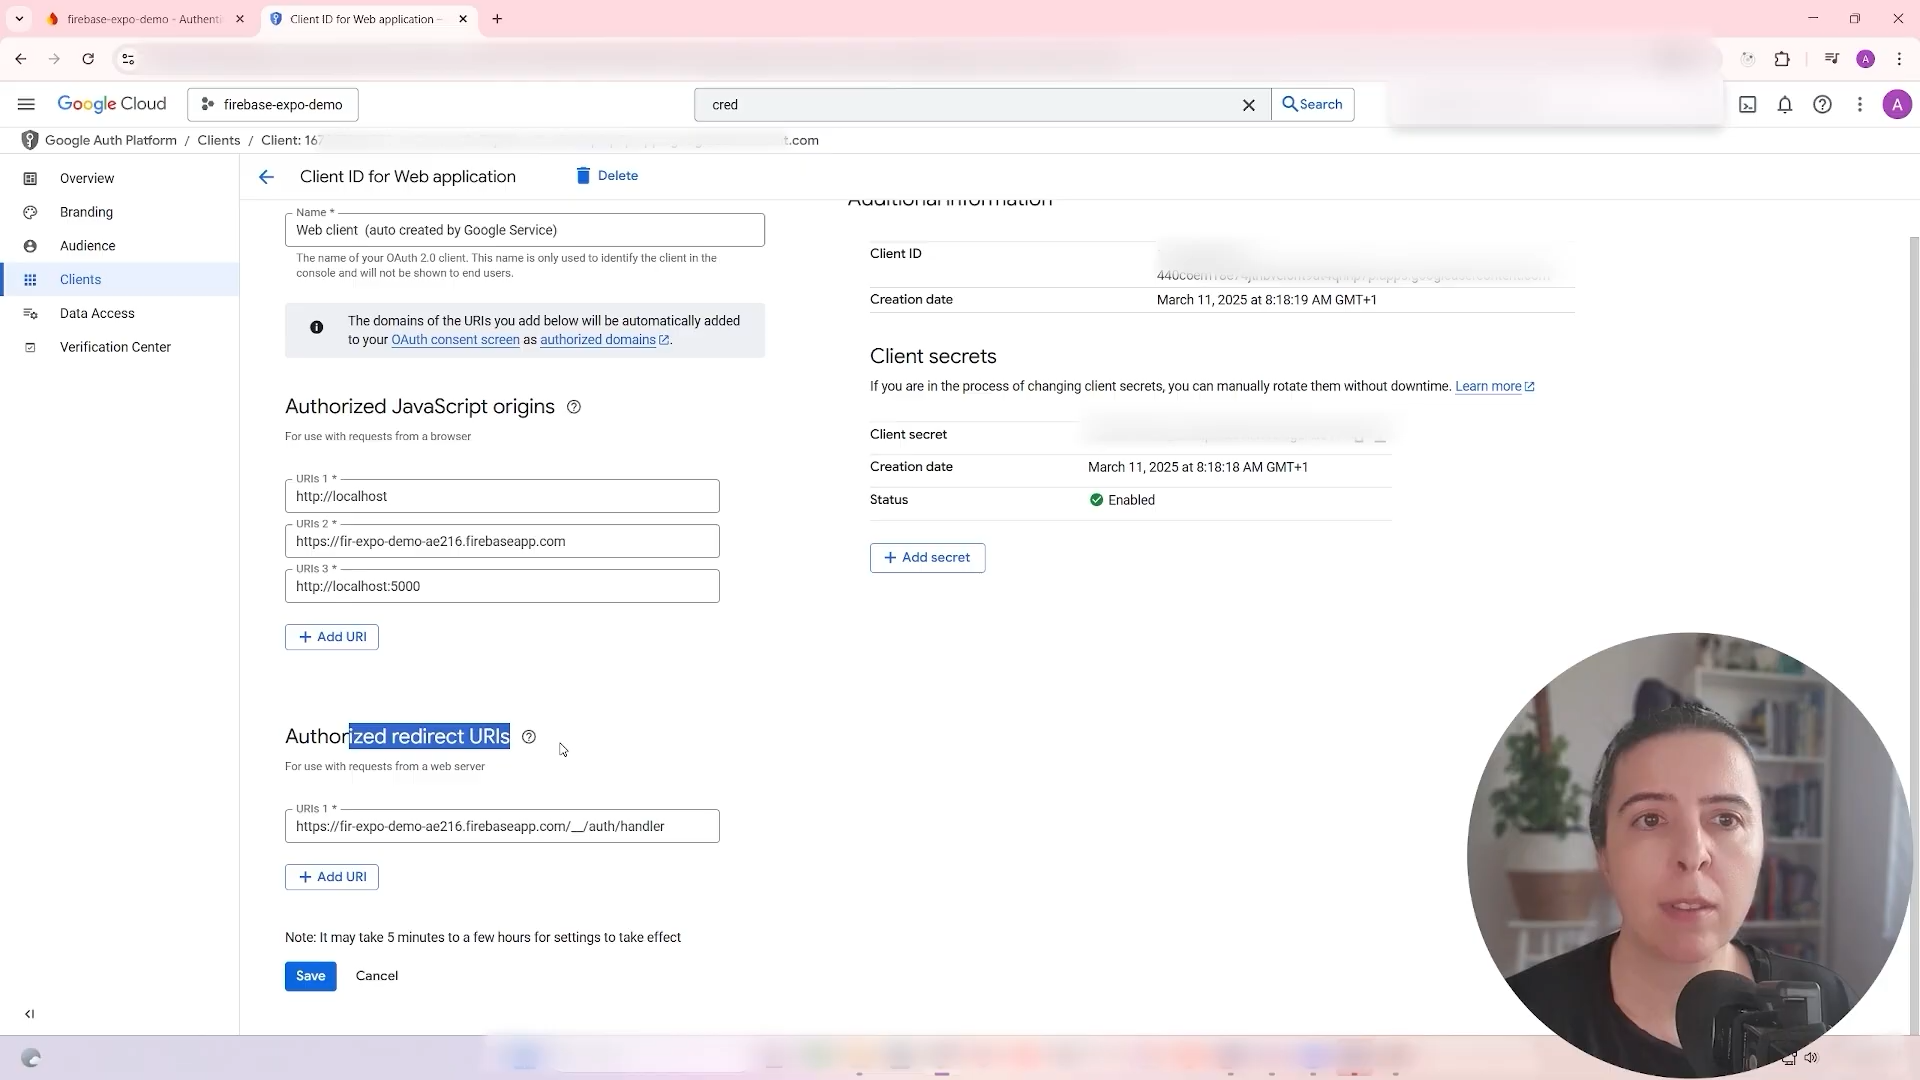 firebase-expo-demo - Authenti
Client ID for Web application –
A
Google Cloud
firebase-expo-demo
cred
Search
A
Google Auth Platform / Clients / Client: 167
t.com
Overview
Branding
Audience
Clients
Data Access
Verification Center
Client ID for Web application
Delete
Name *
Web client (auto created by Google Service)
The name of your OAuth 2.0 client. This name is only used to identify the client in the
console and will not be shown to end users.
The domains of the URIs you add below will be automatically added
to your OAuth consent screen as authorized domains.
Authorized JavaScript origins
For use with requests from a browser
URIs 1 *
http://localhost
URIs 2 *
https://fir-expo-demo-ae216.firebaseapp.com
URIs 3 *
http://localhost:5000
+ Add URI
Authorized redirect URIs
For use with requests from a web server
URIs 1 *
https://fir-expo-demo-ae216.firebaseapp.com/__/auth/handler
+ Add URI
Note: It may take 5 minutes to a few hours for settings to take effect
Save
Cancel
Additional information
Client ID
Creation date
March 11, 2025 at 8:18:19 AM GMT+1
Client secrets
If you are in the process of changing client secrets, you can manually rotate them without downtime. Learn more
Client secret
Creation date
March 11, 2025 at 8:18:18 AM GMT+1
Status
Enabled
+ Add secret